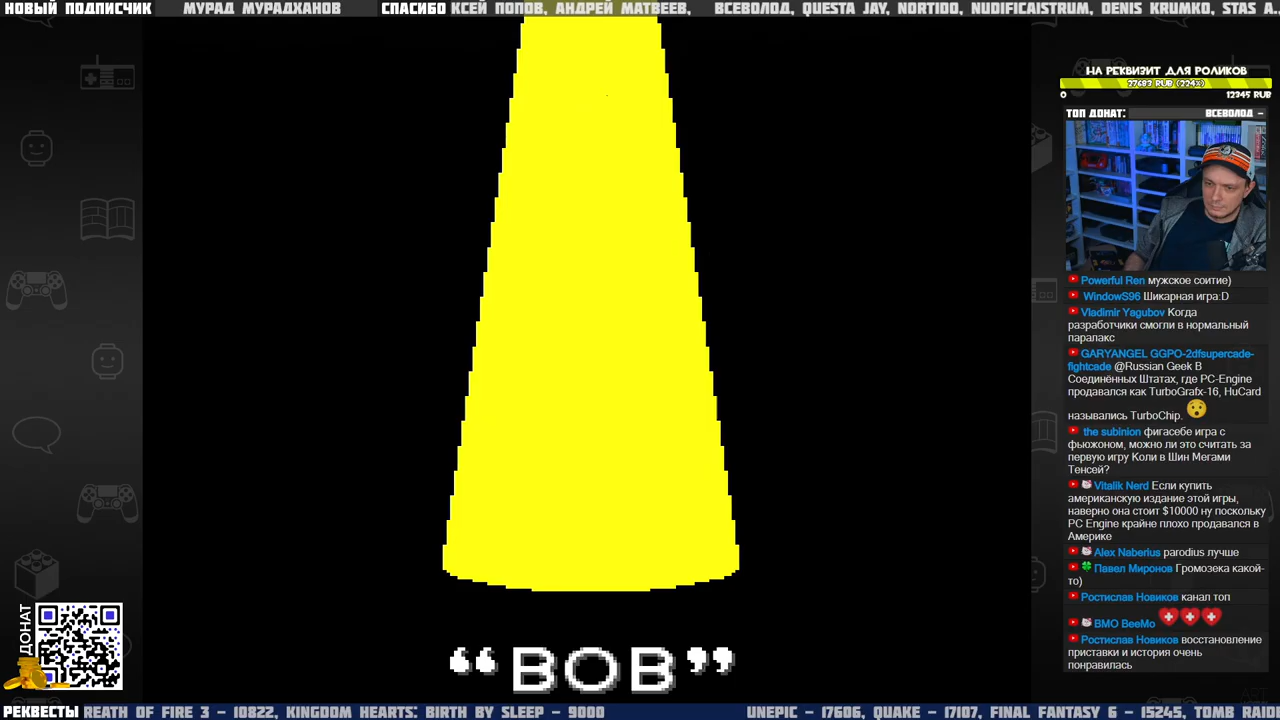 НОВЫЙ ПОДПИСЧИК МУРАД МУРАДХАНОВ СПАСИБО КСЕЙ ПОПОВ, АНДРЕЙ МАТВЕЕВ, ВСЕВОЛОД, QUESTA JAY, NORTIDO, NUDIFICAISTRUM, DENIS KRUMKO, STAS A..
НА РЕКВИЗИТ ДЛЯ РОЛИКОВ
27683 RUB (224%)
0 12345 RUB
ТОП ДОНАТ: ВСЕВОЛОД –
Powerful Ren мужское соитие)
WindowS96 Шикарная игра:D
Vladimir Yagubov Когда
разработчики смогли в нормальный
паралакс
GARYANGEL GGPO-2dfsupercade-
fightcade @Russian Geek В
Соединённых Штатах, где PC-Engine
продавался как TurboGrafx-16, HuCard
назывались TurboChip.
the subinion фигасебе игра с
фьюжоном, можно ли это считать за
первую игру Коли в Шин Мегами
Тенсей?
Vitalik Nerd Если купить
американскую издание этой игры,
наверно она стоит $10000 ну поскольку
PC Engine крайне плохо продавался в
Америке
Alex Naberius parodius лучше
Павел Миронов Громозека какой-
то)
Ростислав Новиков канал топ
BMO BeeMo
Ростислав Новиков восстановление
приставки и история очень
понравилась
ДОНАТ
“BOB”
РЕКВЕСТЫ REATH OF FIRE 3 – 10822, KINGDOM HEARTS: BIRTH BY SLEEP – 9000 UNEPIC – 17606, QUAKE – 17107, FINAL FANTASY 6 – 15245, TOMB RAID